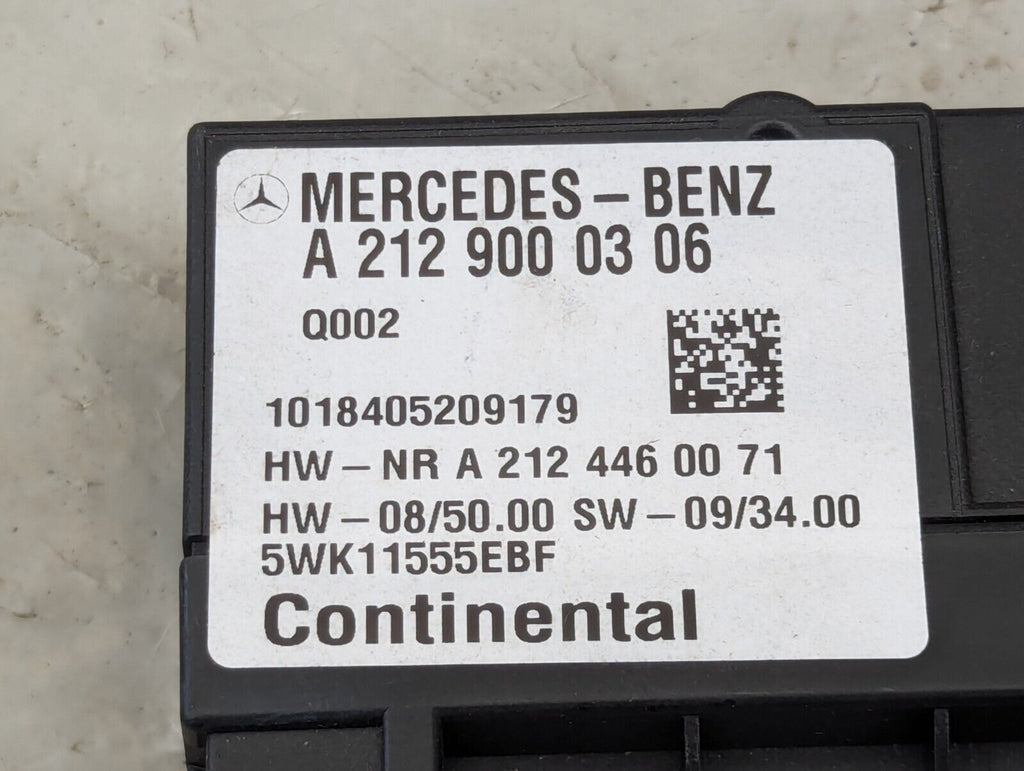 MERCEDES-BENZ
A 212 900 03 06
Q002
1018405209179
HW-NR A 212 446 00 71
HW-08/50.00 SW-09/34.00
5WK11555EBF
Continental